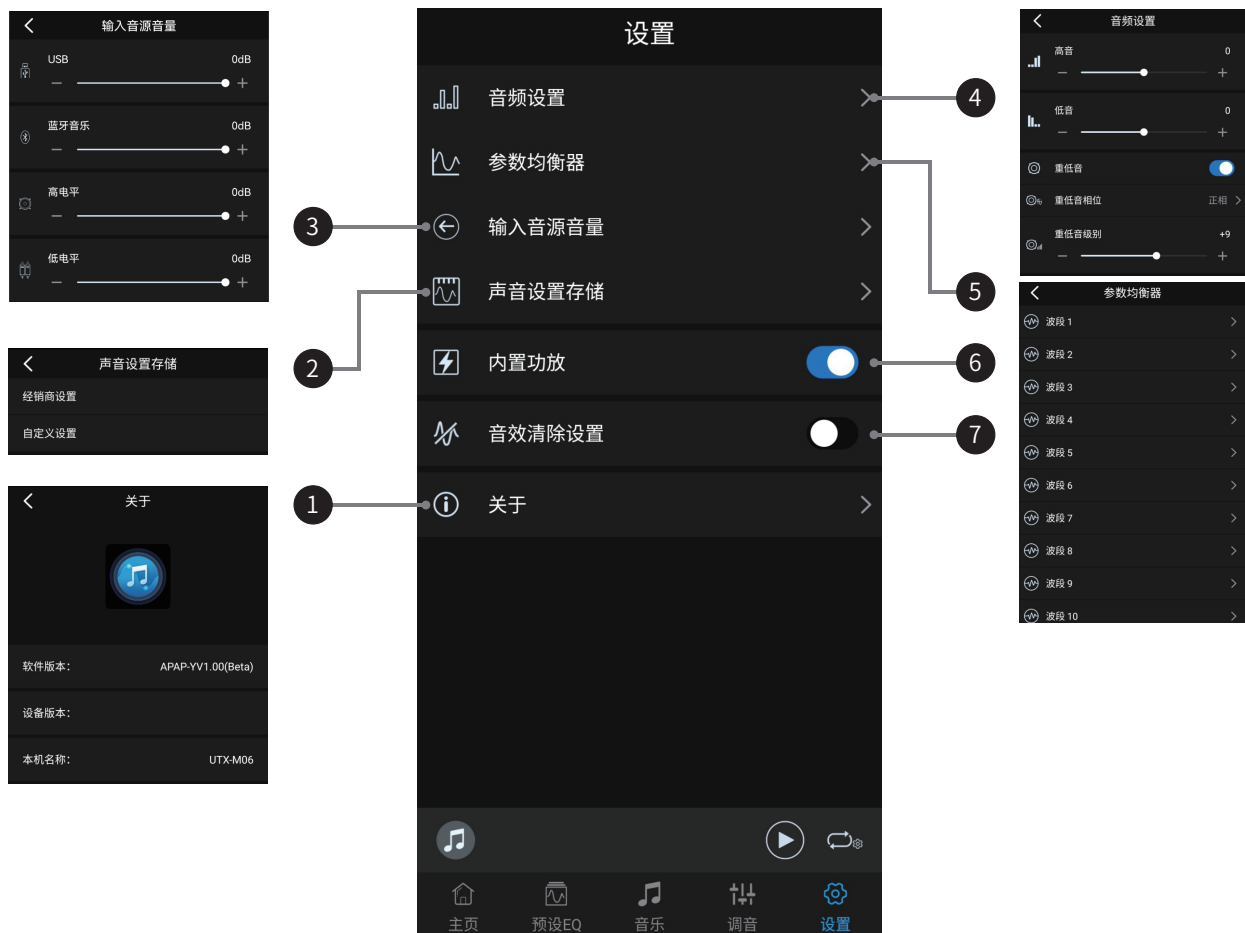 输入音源音量
USB 0dB
蓝牙音乐 0dB
高电平 0dB
低电平 0dB
声音设置存储
经销商设置
自定义设置
关于
软件版本: APAP-YV1.00(Beta)
设备版本:
本机名称: UTX-M06
3
2
1
设置
音频设置
参数均衡器
输入音源音量
声音设置存储
内置功放
音效清除设置
关于
主页 预设EQ 音乐 调音 设置
4
5
6
7
音频设置
高音 0
低音 0
重低音
重低音相位 正相
重低音级别 +9
参数均衡器
波段 1
波段 2
波段 3
波段 4
波段 5
波段 6
波段 7
波段 8
波段 9
波段 10